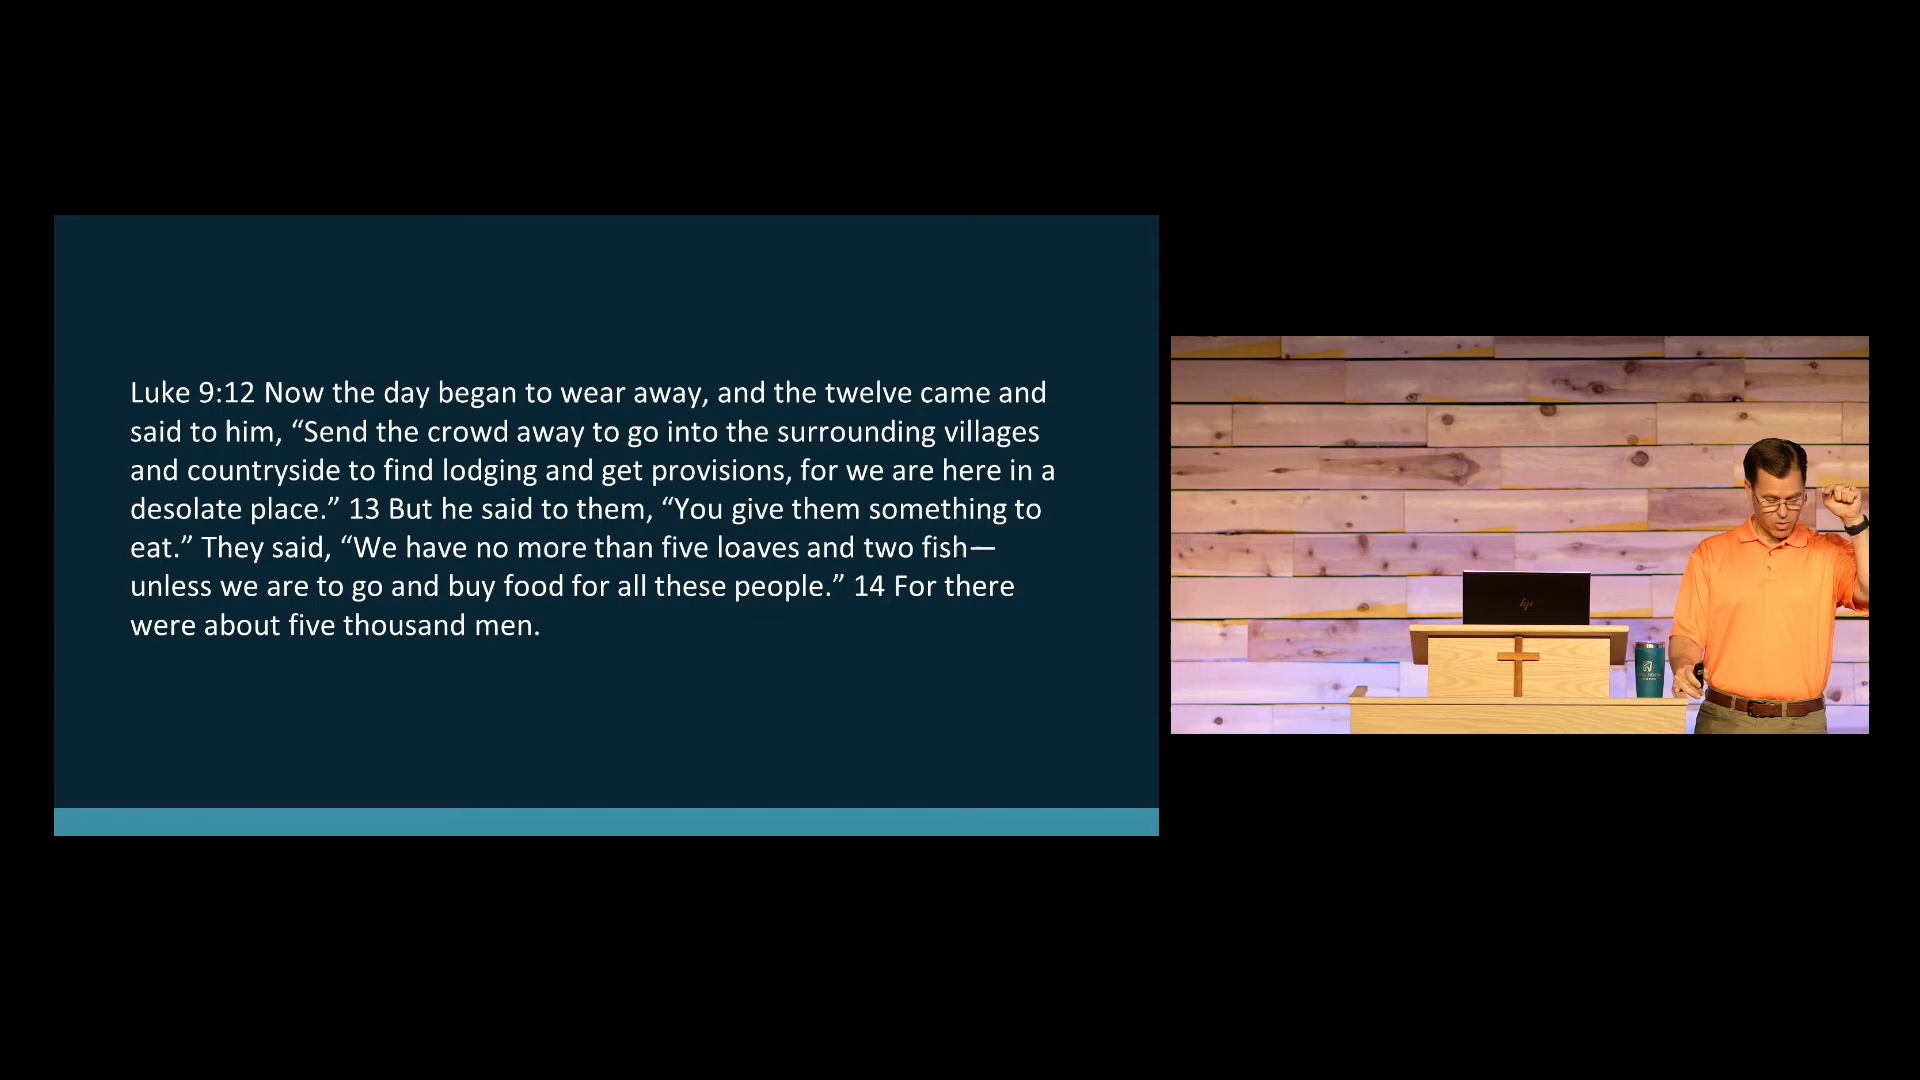 Luke 9:12 Now the day began to wear away, and the twelve came and
said to him, “Send the crowd away to go into the surrounding villages
and countryside to find lodging and get provisions, for we are here in a
desolate place.” 13 But he said to them, “You give them something to
eat.” They said, “We have no more than five loaves and two fish—
unless we are to go and buy food for all these people.” 14 For there
were about five thousand men.
hp